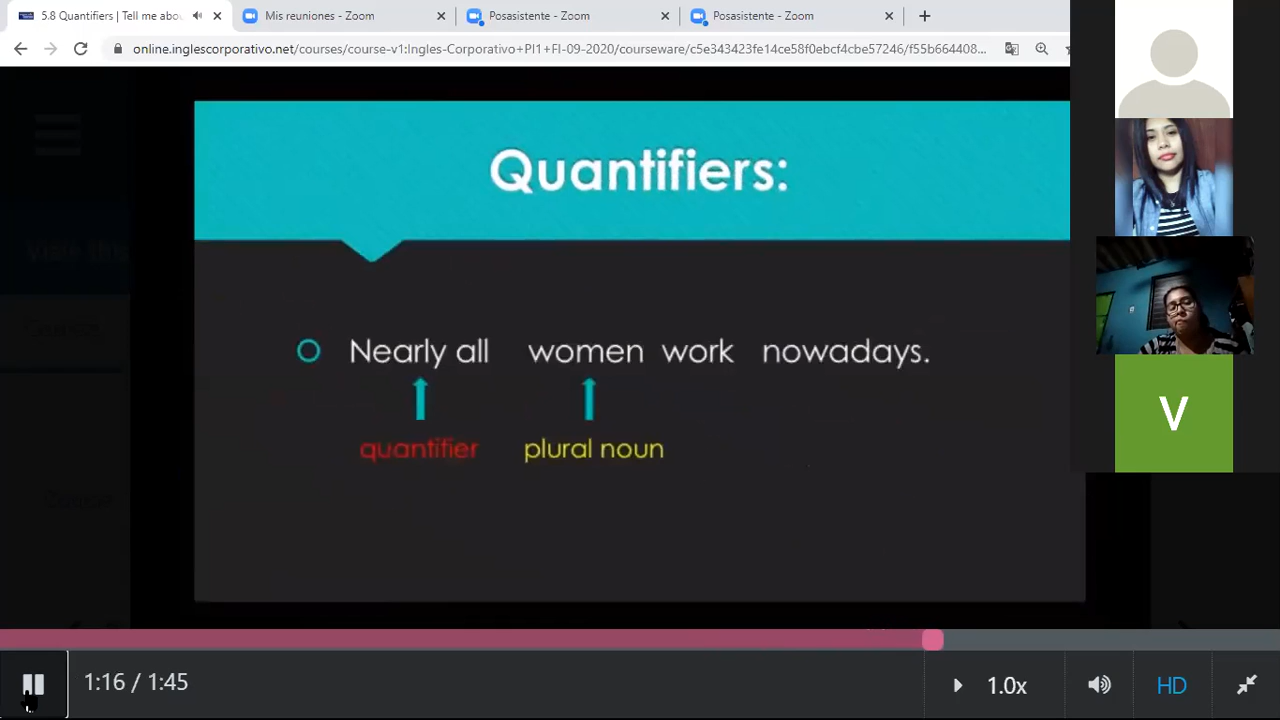 5.8 Quantifiers | Tell me abou
Mis reuniones - Zoom
Posasistente - Zoom
Posasistente - Zoom
online.inglescorporativo.net/courses/course-v1:Ingles-Corporativo+PI1+FI-09-2020/courseware/c5e343423fe14ce58f0ebcf4cbe57246/f55b664408...
Quantifiers:
Nearly all women work nowadays.
quantifier plural noun
V
1:16 / 1:45
1.0x
HD